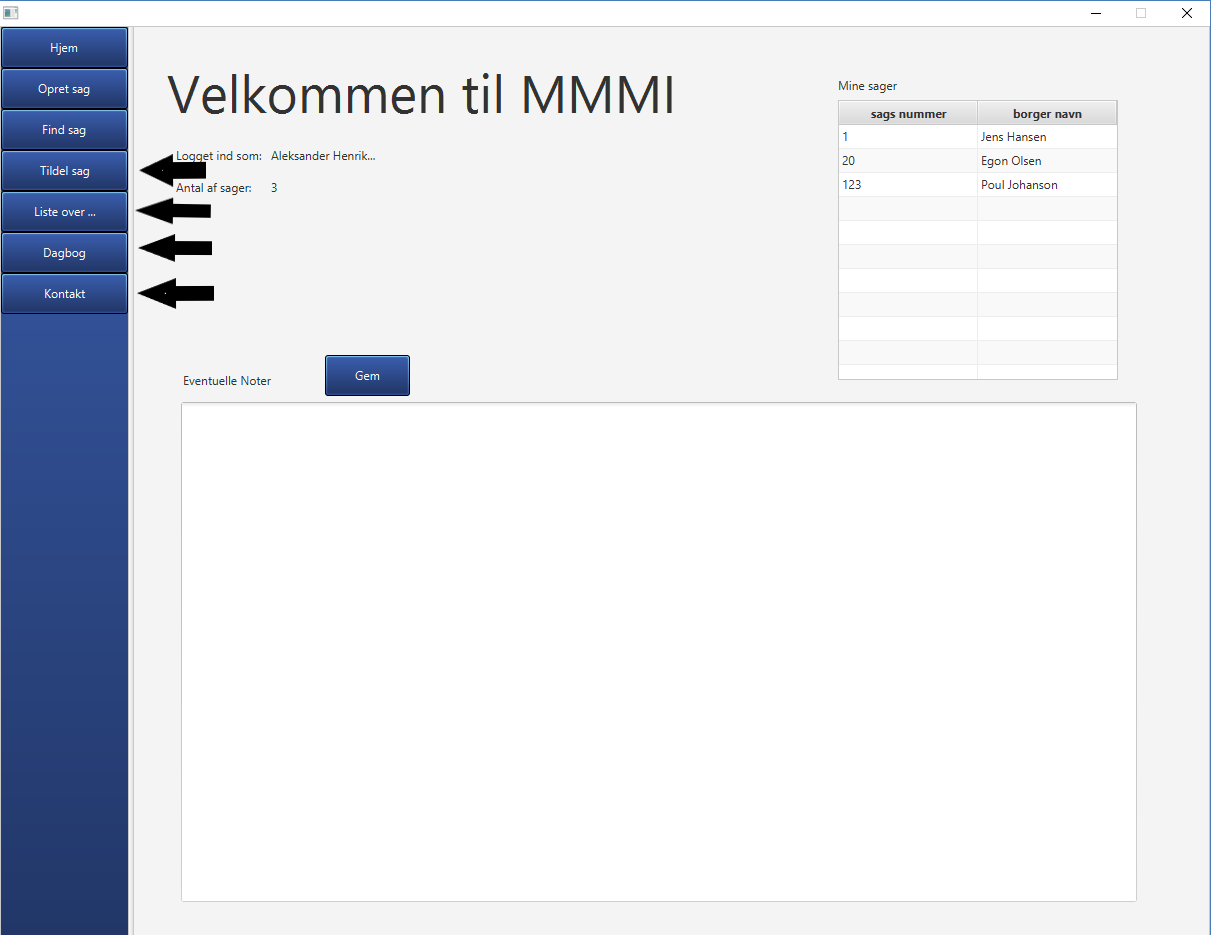 Hjem
Opret sag
Find sag
Tildel sag
Liste over ...
Dagbog
Kontakt
Velkommen til MMMI
Logget ind som: Aleksander Henrik...
Antal af sager: 3
Mine sager
sags nummer borger navn
1 Jens Hansen
20 Egon Olsen
123 Poul Johanson
Eventuelle Noter
Gem